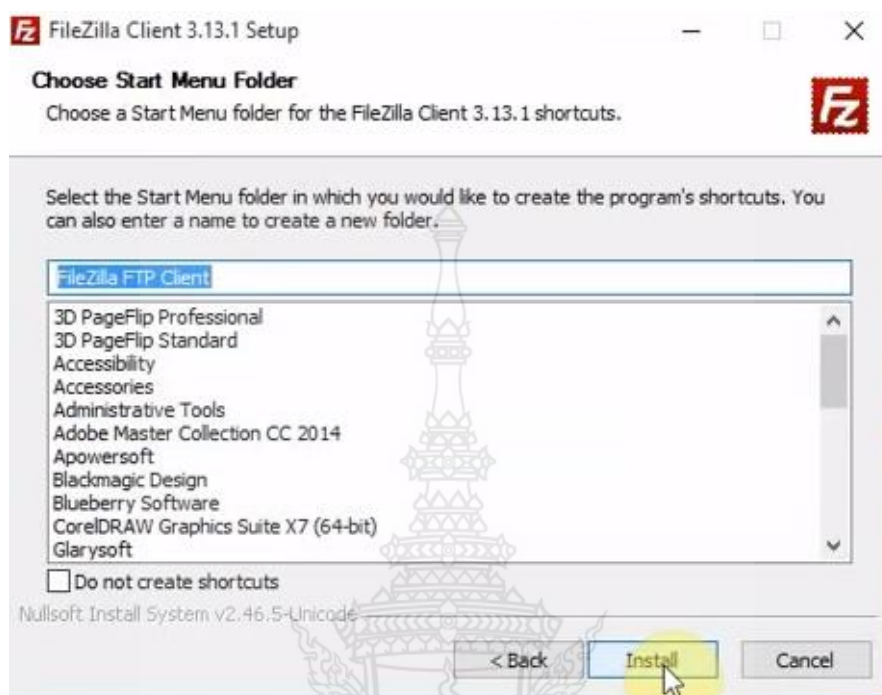 FileZilla Client 3.13.1 Setup
Choose Start Menu Folder
Choose a Start Menu folder for the FileZilla Client 3.13.1 shortcuts.
Fz
Select the Start Menu folder in which you would like to create the program's shortcuts. You
can also enter a name to create a new folder.
FileZilla FTP Client
3D PageFlip Professional
3D PageFlip Standard
Accessibility
Accessories
Administrative Tools
Adobe Master Collection CC 2014
Apowersoft
Blackmagic Design
Blueberry Software
CorelDRAW Graphics Suite X7 (64-bit)
Glarysoft
Do not create shortcuts
Nullsoft Install System v2.46.5-Unicode
< Back
Install
Cancel